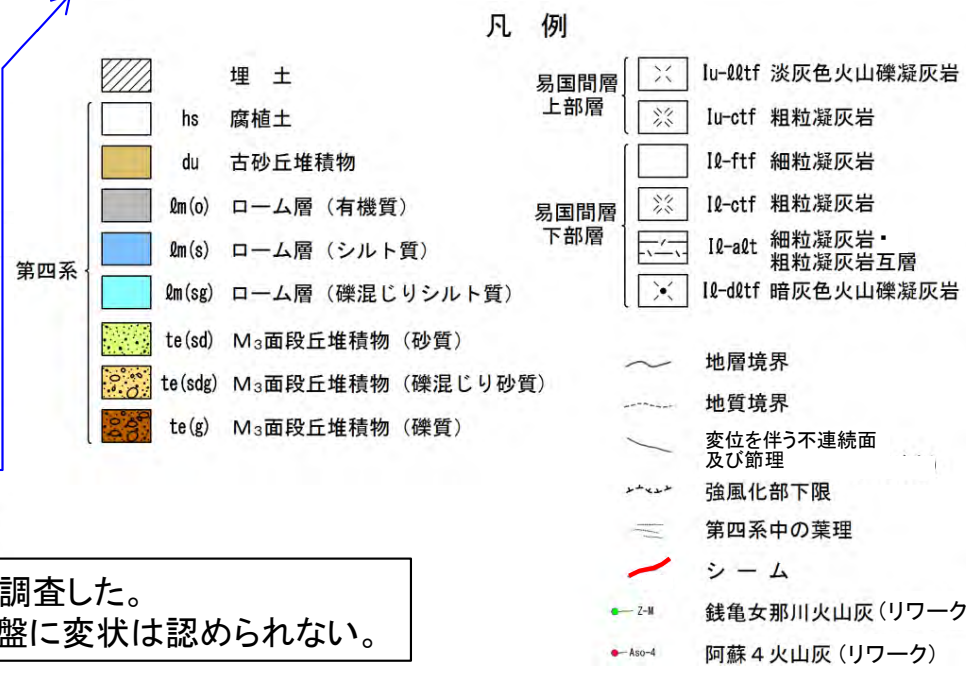 凡 例
埋 土
第四系
hs 腐植土
du 古砂丘堆積物
ℓm(o) ローム層（有機質）
ℓm(s) ローム層（シルト質）
ℓm(sg) ローム層（礫混じりシルト質）
te(sd) M₃面段丘堆積物（砂質）
te(sdg) M₃面段丘堆積物（礫混じり砂質）
te(g) M₃面段丘堆積物（礫質）
易国間層
上部層
Iu-ℓℓtf 淡灰色火山礫凝灰岩
Iu-ctf 粗粒凝灰岩
易国間層
下部層
Iℓ-ftf 細粒凝灰岩
Iℓ-ctf 粗粒凝灰岩
Iℓ-aℓt 細粒凝灰岩・
粗粒凝灰岩互層
Iℓ-dℓtf 暗灰色火山礫凝灰岩
地層境界
地質境界
変位を伴う不連続面
及び節理
強風化部下限
第四系中の葉理
シ ー ム
Z-M 銭亀女那川火山灰（リワーク
Aso-4 阿蘇４火山灰（リワーク）
調査した。
盤に変状は認められない。